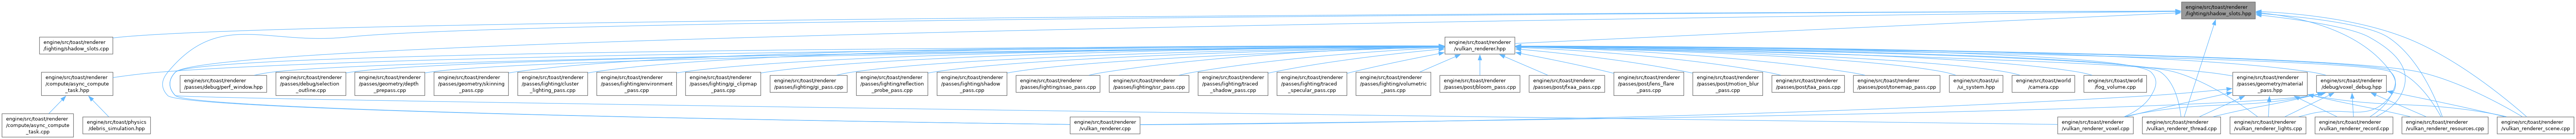 engine/src/toast/renderer
/lighting/shadow_slots.hpp
engine/src/toast/renderer
/lighting/shadow_slots.cpp
engine/src/toast/renderer
/vulkan_renderer.hpp
engine/src/toast/renderer
/compute/async_compute
_task.hpp
engine/src/toast/renderer
/passes/debug/perf_window.hpp
engine/src/toast/renderer
/passes/debug/selection
_outline.cpp
engine/src/toast/renderer
/passes/geometry/depth
_prepass.cpp
engine/src/toast/renderer
/passes/geometry/skinning
_pass.cpp
engine/src/toast/renderer
/passes/lighting/cluster
_lighting_pass.cpp
engine/src/toast/renderer
/passes/lighting/environment
_pass.cpp
engine/src/toast/renderer
/passes/lighting/gi_clipmap
_pass.cpp
engine/src/toast/renderer
/passes/lighting/gi_pass.cpp
engine/src/toast/renderer
/passes/lighting/reflection
_probe_pass.cpp
engine/src/toast/renderer
/passes/lighting/shadow
_pass.cpp
engine/src/toast/renderer
/passes/lighting/ssao_pass.cpp
engine/src/toast/renderer
/passes/lighting/ssr_pass.cpp
engine/src/toast/renderer
/passes/lighting/traced
_shadow_pass.cpp
engine/src/toast/renderer
/passes/lighting/traced
_specular_pass.cpp
engine/src/toast/renderer
/passes/lighting/volumetric
_pass.cpp
engine/src/toast/renderer
/passes/post/bloom_pass.cpp
engine/src/toast/renderer
/passes/post/fxaa_pass.cpp
engine/src/toast/renderer
/passes/post/lens_flare
_pass.cpp
engine/src/toast/renderer
/passes/post/motion_blur
_pass.cpp
engine/src/toast/renderer
/passes/post/taa_pass.cpp
engine/src/toast/renderer
/passes/post/tonemap_pass.cpp
engine/src/toast/ui
/ui_system.hpp
engine/src/toast/world
/camera.cpp
engine/src/toast/world
/fog_volume.cpp
engine/src/toast/renderer
/passes/geometry/material
_pass.hpp
engine/src/toast/renderer
/debug/voxel_debug.hpp
engine/src/toast/renderer
/compute/async_compute
_task.cpp
engine/src/toast/physics
/debris_simulation.hpp
engine/src/toast/renderer
/vulkan_renderer.cpp
engine/src/toast/renderer
/vulkan_renderer_voxel.cpp
engine/src/toast/renderer
/vulkan_renderer_thread.cpp
engine/src/toast/renderer
/vulkan_renderer_lights.cpp
engine/src/toast/renderer
/vulkan_renderer_record.cpp
engine/src/toast/renderer
/vulkan_renderer_resources.cpp
engine/src/toast/renderer
/vulkan_renderer_scene.cpp